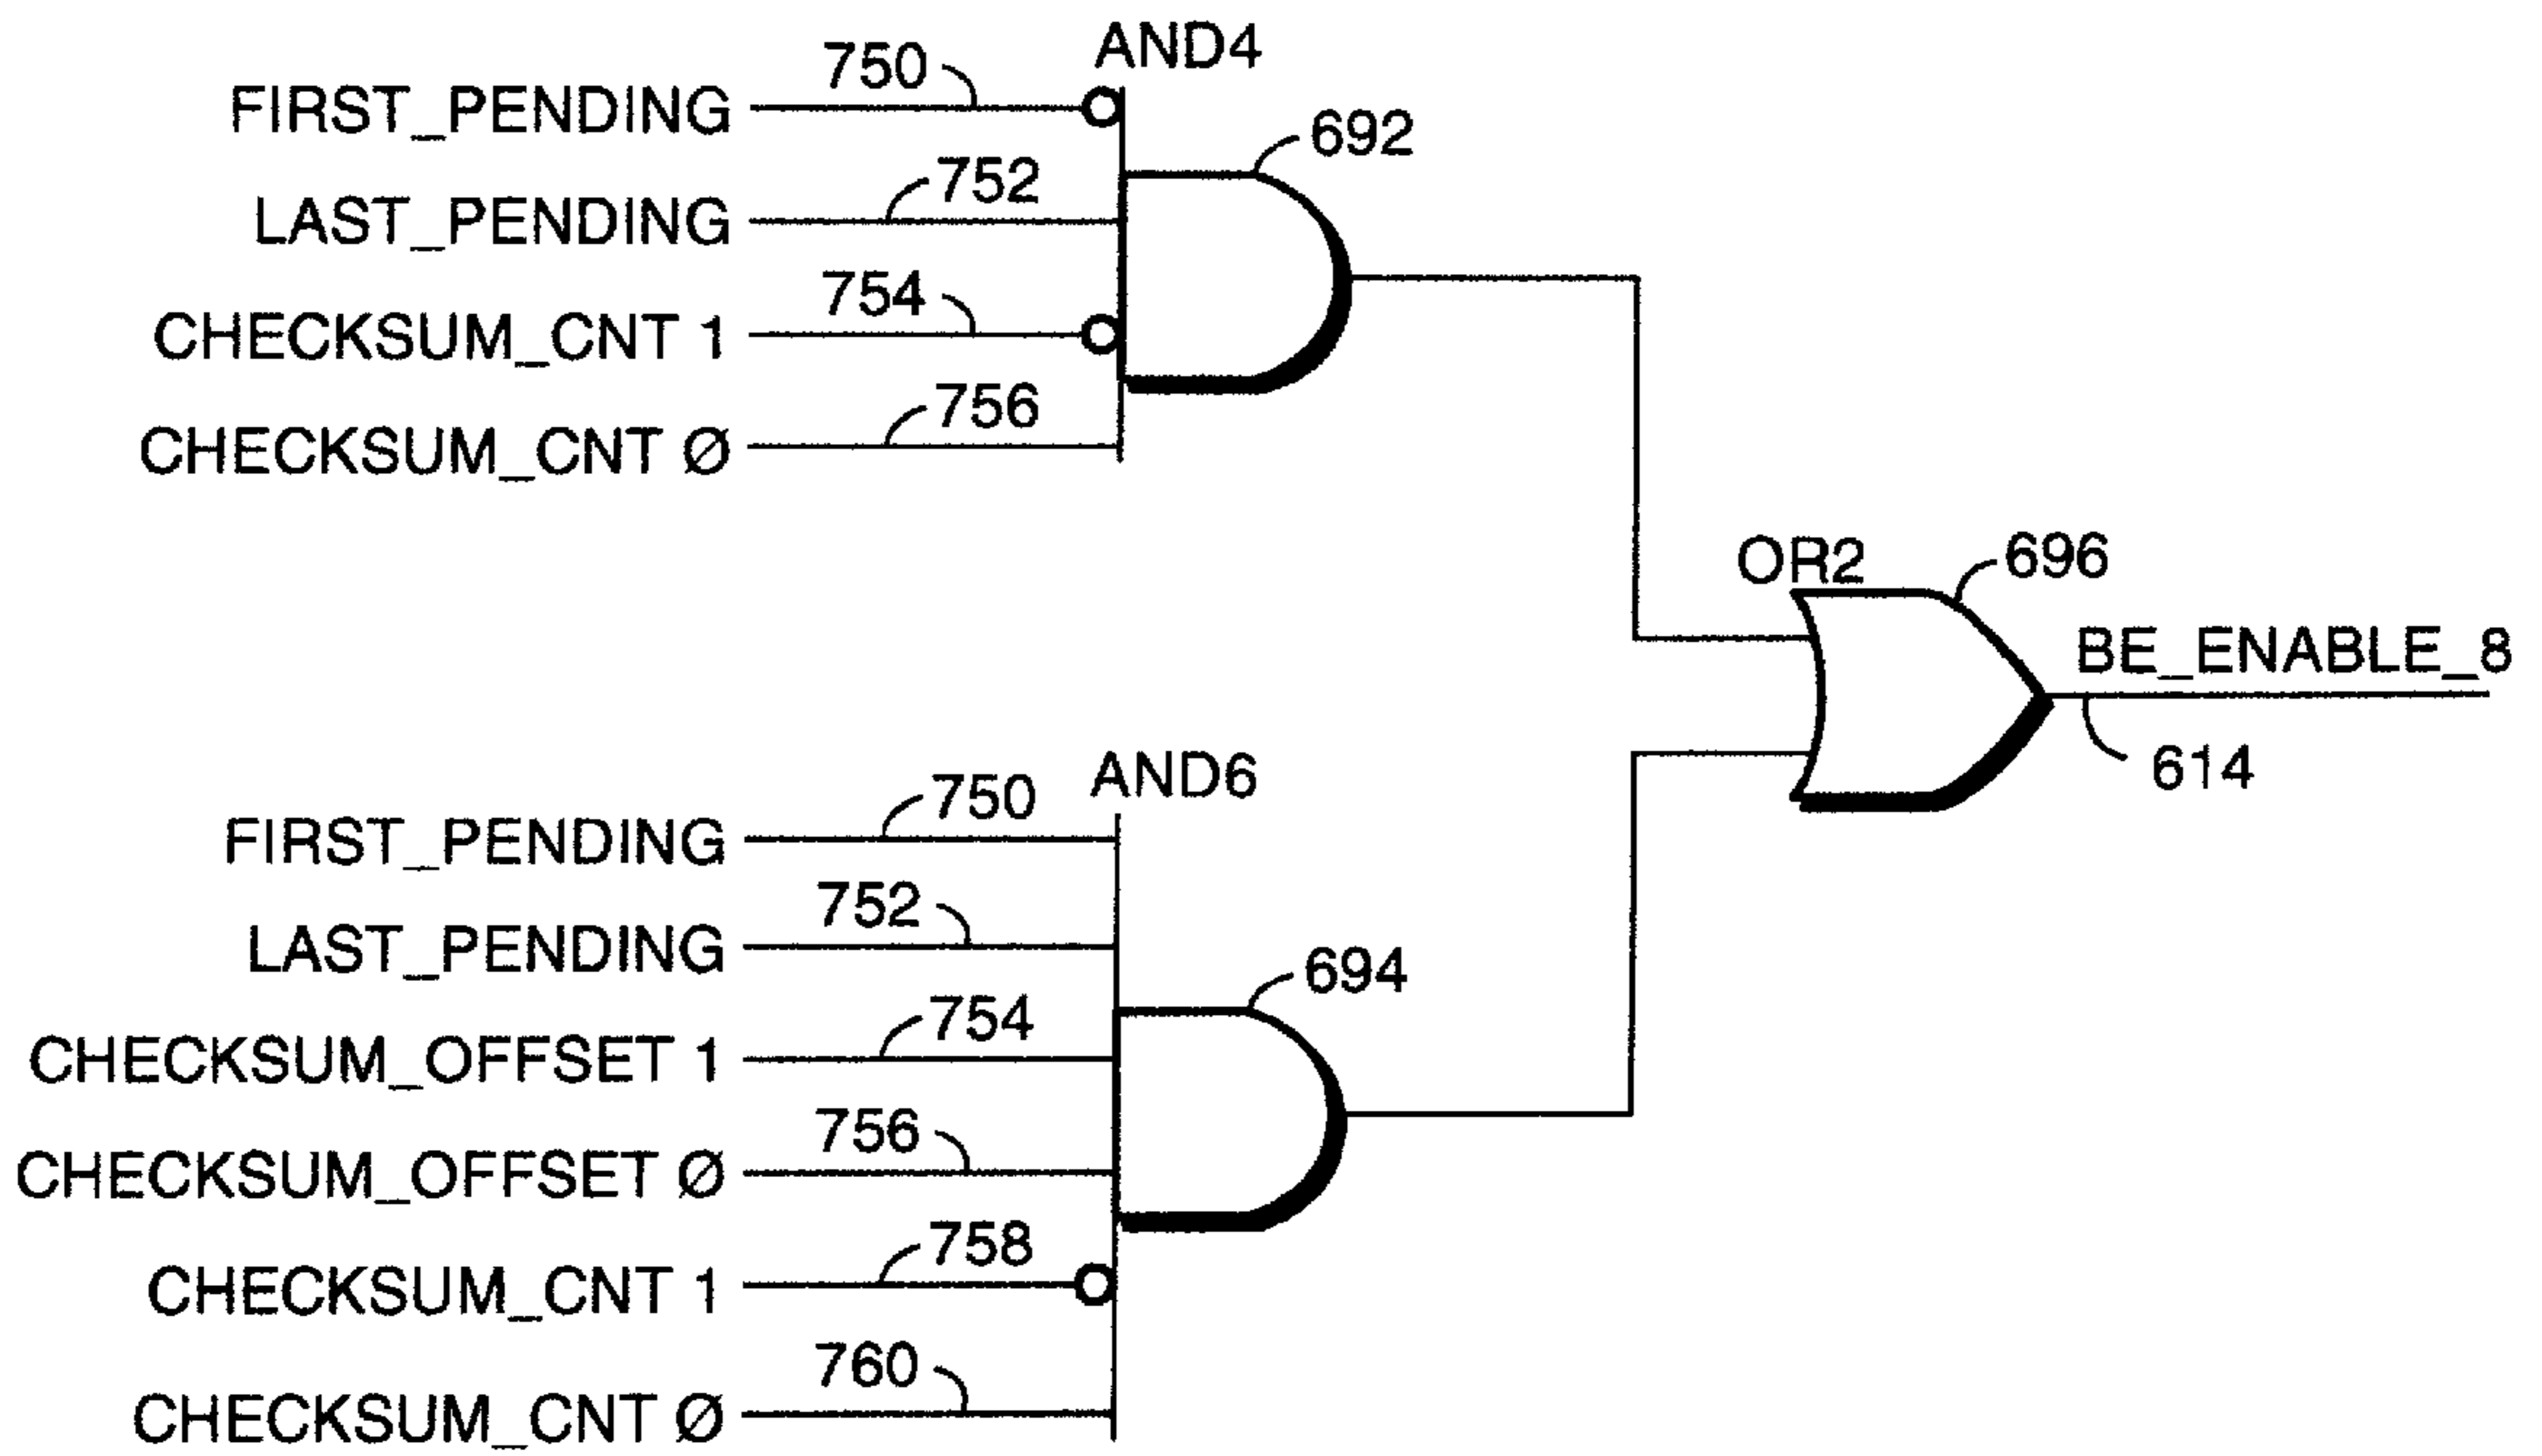 AND4
750
FIRST_PENDING
692
752
LAST_PENDING
754
CHECKSUM_CNT 1
756
CHECKSUM_CNT Ø
OR2
696
BE_ENABLE_8
614
AND6
750
FIRST_PENDING
752
LAST_PENDING
694
754
CHECKSUM_OFFSET 1
756
CHECKSUM_OFFSET Ø
758
CHECKSUM_CNT 1
760
CHECKSUM_CNT Ø